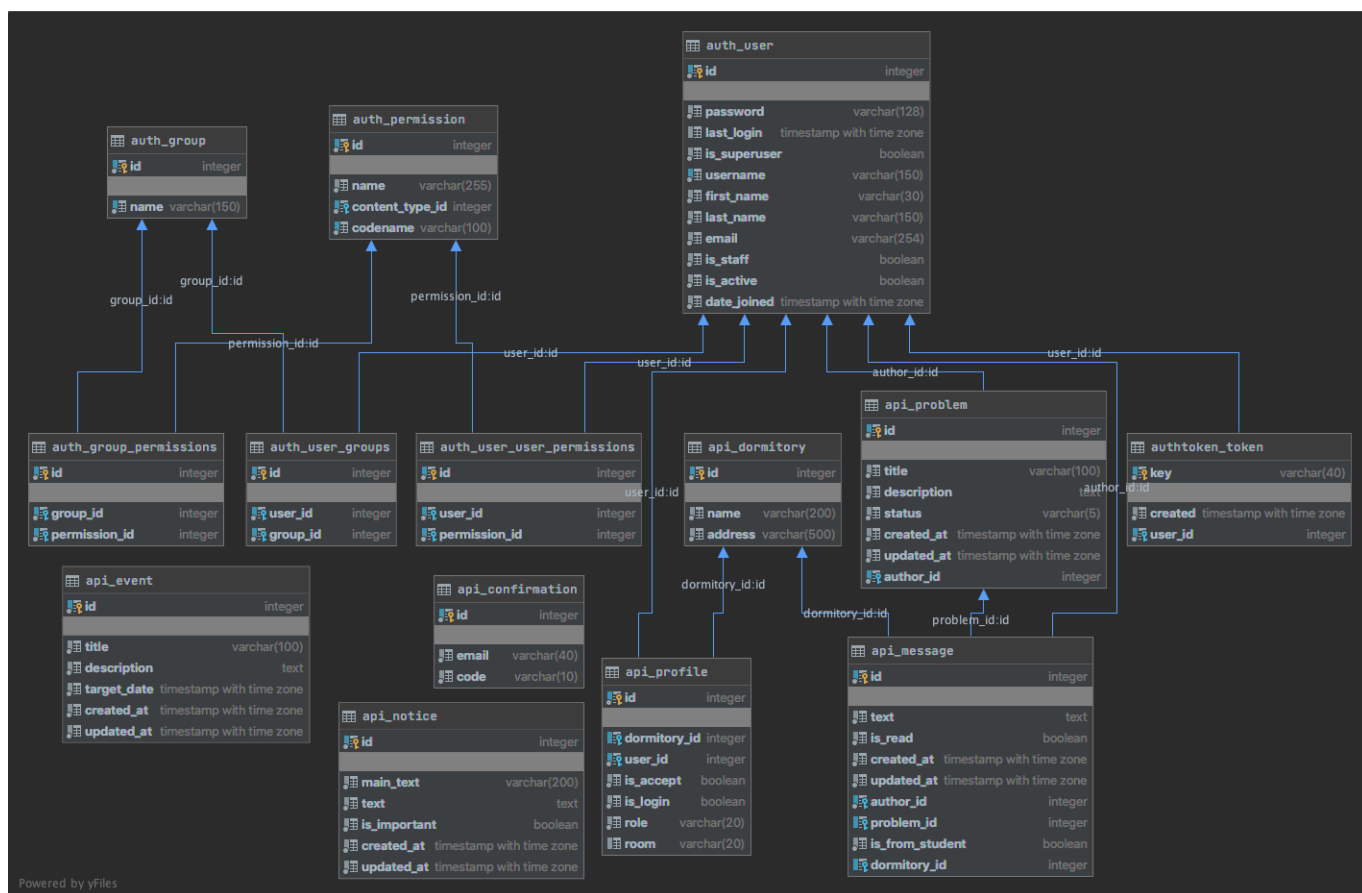 auth_user
id integer
password varchar(128)
last_login timestamp with time zone
is_superuser boolean
username varchar(150)
first_name varchar(30)
last_name varchar(150)
email varchar(254)
is_staff boolean
is_active boolean
date_joined timestamp with time zone
auth_permission
id integer
name varchar(255)
content_type_id integer
codename varchar(100)
auth_group
id integer
name varchar(150)
group_id:id
group_id:id
permission_id:id
permission_id:id
user_id:id
user_id:id
user_id:id
author_id:id
user_id:id
author_id:id
auth_group_permissions
id integer
group_id integer
permission_id integer
auth_user_groups
id integer
user_id integer
group_id integer
auth_user_user_permissions
id integer
user_id integer
permission_id integer
api_dormitory
id integer
name varchar(200)
address varchar(500)
api_problem
id integer
title varchar(100)
description text
status varchar(5)
created_at timestamp with time zone
updated_at timestamp with time zone
author_id integer
authtoken_token
key varchar(40)
created timestamp with time zone
user_id integer
api_event
id integer
title varchar(100)
description text
target_date timestamp with time zone
created_at timestamp with time zone
updated_at timestamp with time zone
api_confirmation
id integer
email varchar(40)
code varchar(10)
dormitory_id:id
dormitory_id:id
problem_id:id
api_notice
id integer
main_text varchar(200)
text text
is_important boolean
created_at timestamp with time zone
updated_at timestamp with time zone
api_profile
id integer
dormitory_id integer
user_id integer
is_accept boolean
is_login boolean
role varchar(20)
room varchar(20)
api_message
id integer
text text
is_read boolean
created_at timestamp with time zone
updated_at timestamp with time zone
author_id integer
problem_id integer
is_from_student boolean
dormitory_id integer
Powered by yFiles